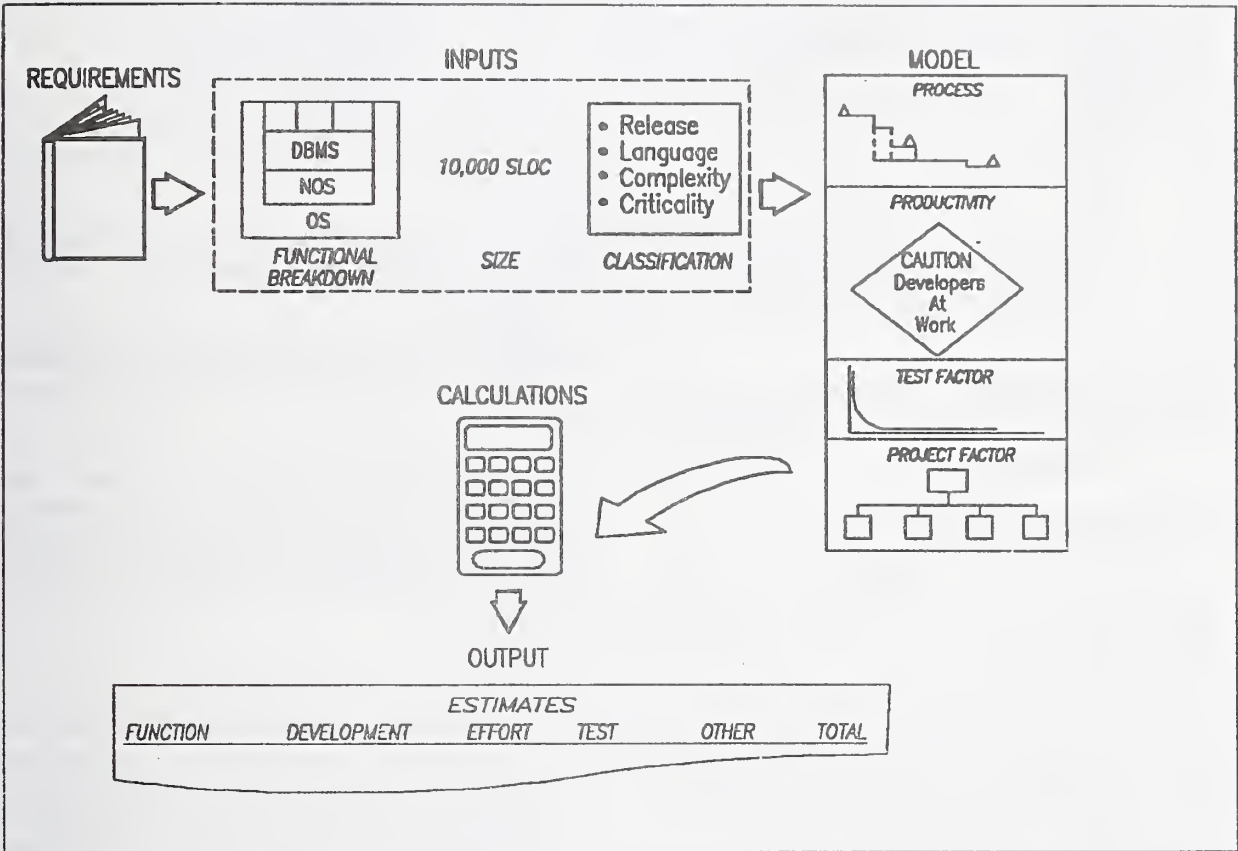 REQUIREMENTS
INPUTS
DBMS
NOS
OS
FUNCTIONAL
BREAKDOWN
10,000 SLOC
SIZE
• Release
• Language
• Complexity
• Criticality
CLASSIFICATION
MODEL
PROCESS
PRODUCTIVITY
CAUTION
Developers
At
Work
TEST FACTOR
PROJECT FACTOR
CALCULATIONS
OUTPUT
ESTIMATES
FUNCTION DEVELOPMENT EFFORT TEST OTHER TOTAL